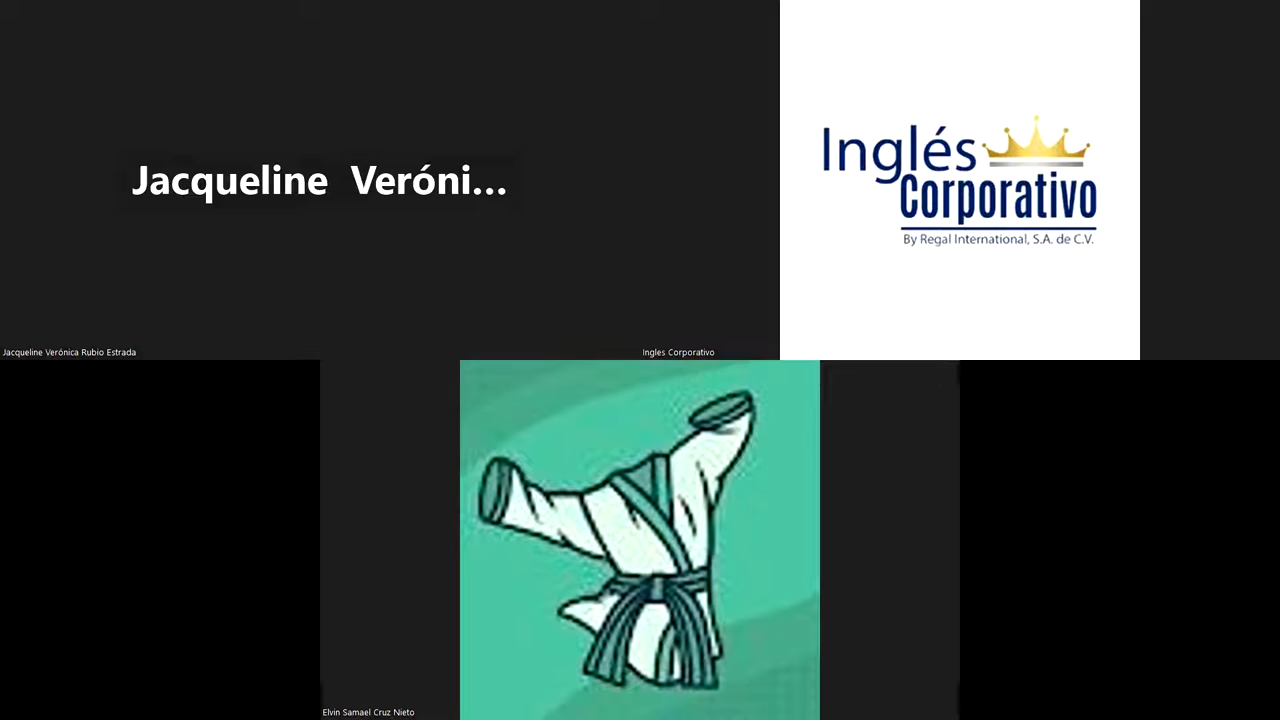 Jacqueline Veróni...
Inglés
Corporativo
By Regal International, S.A. de C.V.
Jacqueline Verónica Rubio Estrada
Ingles Corporativo
Elvin Samael Cruz Nieto